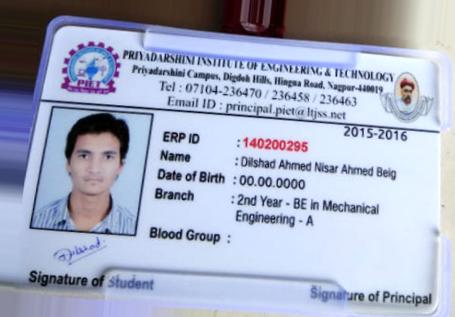 PRIYADARSHINI INSTITUTE OF ENGINEERING & TECHNOLOGY
Priyadarshini Campus, Digdoh Hills, Hingna Road, Nagpur-440019
Tel : 07104-236470 / 236458 / 236463
Email ID : principal.piet@ltjss.net
PIET
2015-2016
ERP ID : 140200295
Name : Dilshad Ahmed Nisar Ahmed Beig
Date of Birth : 00.00.0000
Branch : 2nd Year - BE in Mechanical
Engineering - A
Blood Group :
Dilshad
Signature of Student
Signature of Principal